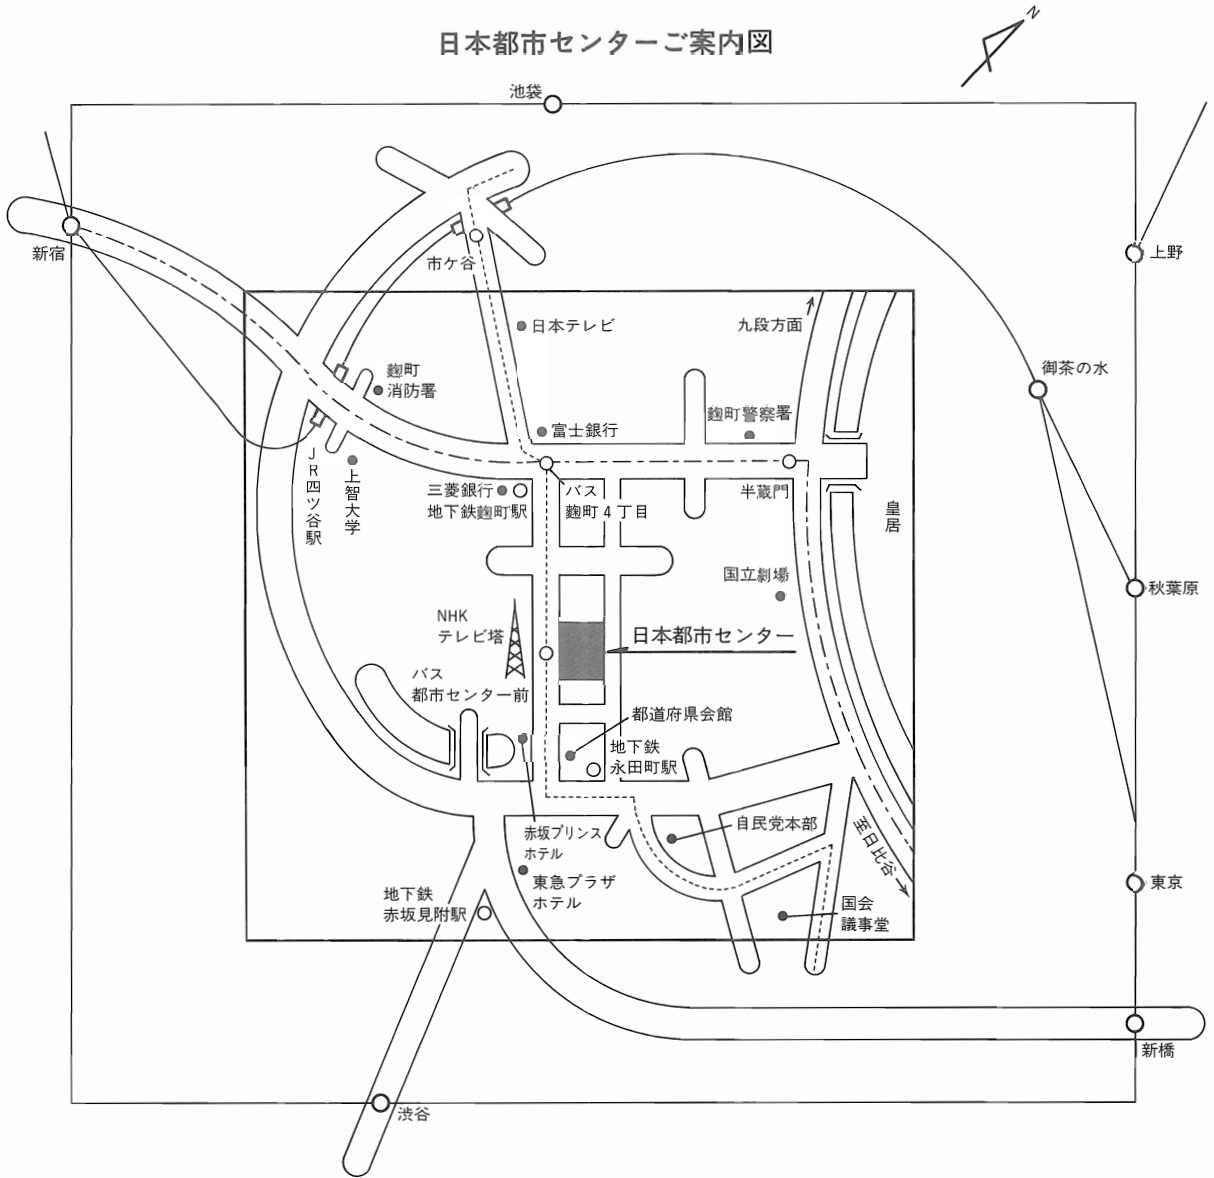 日本都市センターご案内図
N
池袋
新宿
市ケ谷
上野
日本テレビ
九段方面
御茶の水
麹町
消防署
富士銀行
麹町警察署
JR四ツ谷駅
上智大学
三菱銀行
地下鉄麹町駅
バス
麹町4丁目
半蔵門
皇居
国立劇場
秋葉原
NHK
テレビ塔
日本都市センター
バス
都市センター前
都道府県会館
地下鉄
永田町駅
赤坂プリンス
ホテル
自民党本部
至日比谷
東急プラザ
ホテル
地下鉄
赤坂見附駅
国会
議事堂
東京
新橋
渋谷